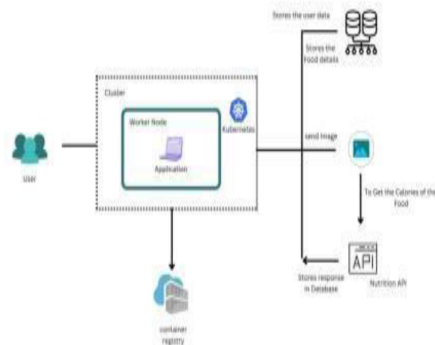 Stores the user data
Stores the
Food details
Cluster
Kubernetes
Worker Node
Application
send image
User
To Get the Calories of the
Food
API
Stores response
in Database
Nutrition API
container
registry